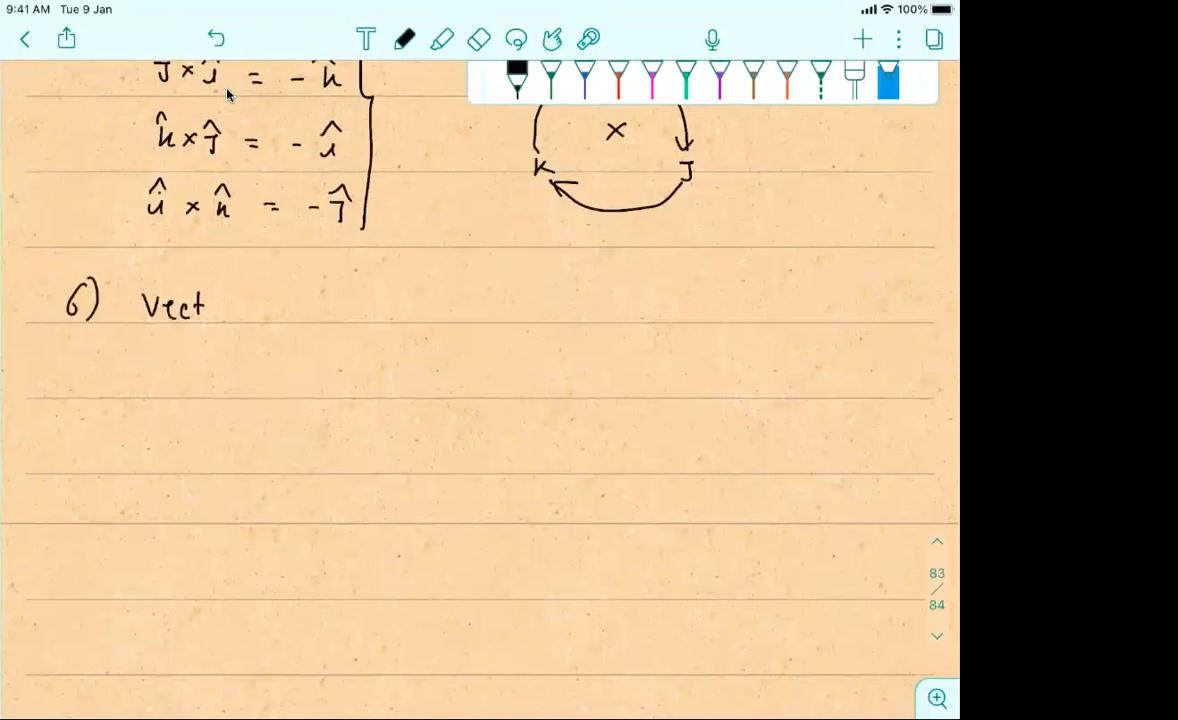 9:41 AM Tue 9 Jan 100%
ĵ × î = - k̂
k̂ × ĵ = - î
î × k̂ = - ĵ
×
K J
6) Vect
83
/
84